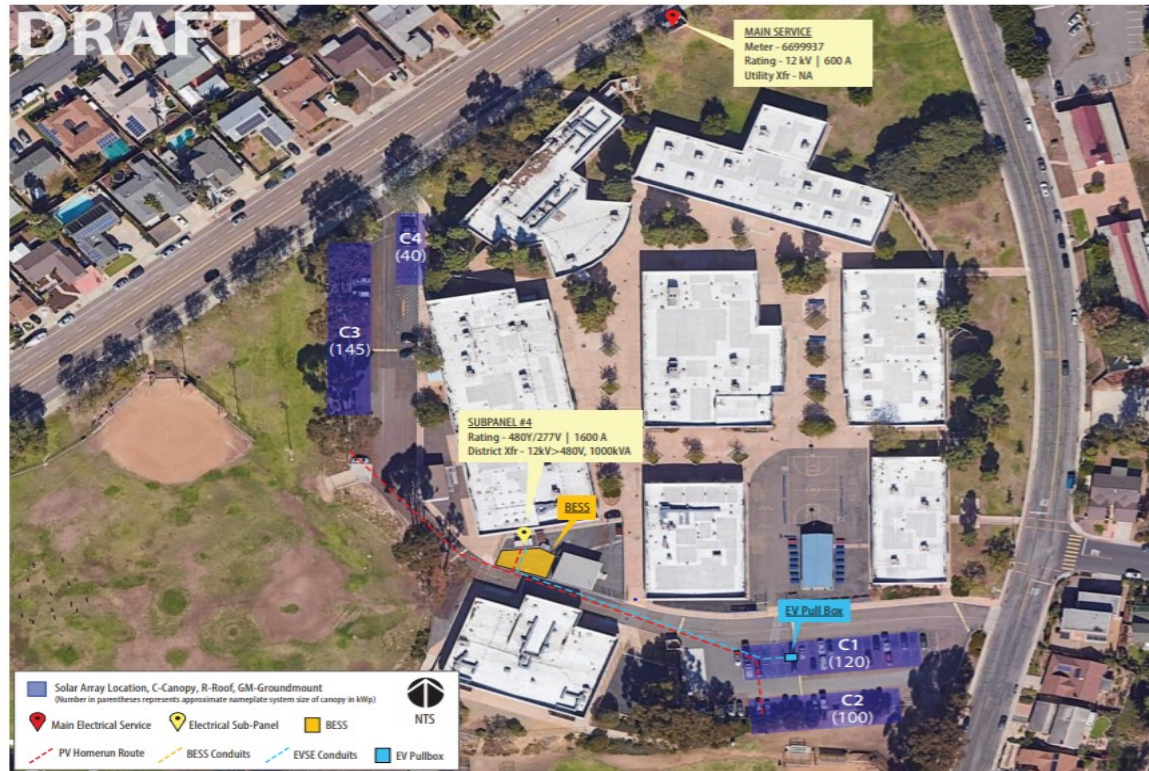 DRAFT
MAIN SERVICE
Meter - 6699937
Rating - 12 kV | 600 A
Utility Xfr - NA
C4
(40)
C3
(145)
SUBPANEL #4
Rating - 480Y/277V | 1600 A
District Xfr - 12kV>480V, 1000kVA
BESS
EV Pull Box
C1
(120)
C2
(100)
Solar Array Location, C-Canopy, R-Roof, GM-Groundmount
(Number in parentheses represents approximate nameplate system size of canopy in kWp)
NTS
Main Electrical Service
Electrical Sub-Panel
BESS
PV Homerun Route
BESS Conduits
EVSE Conduits
EV Pullbox